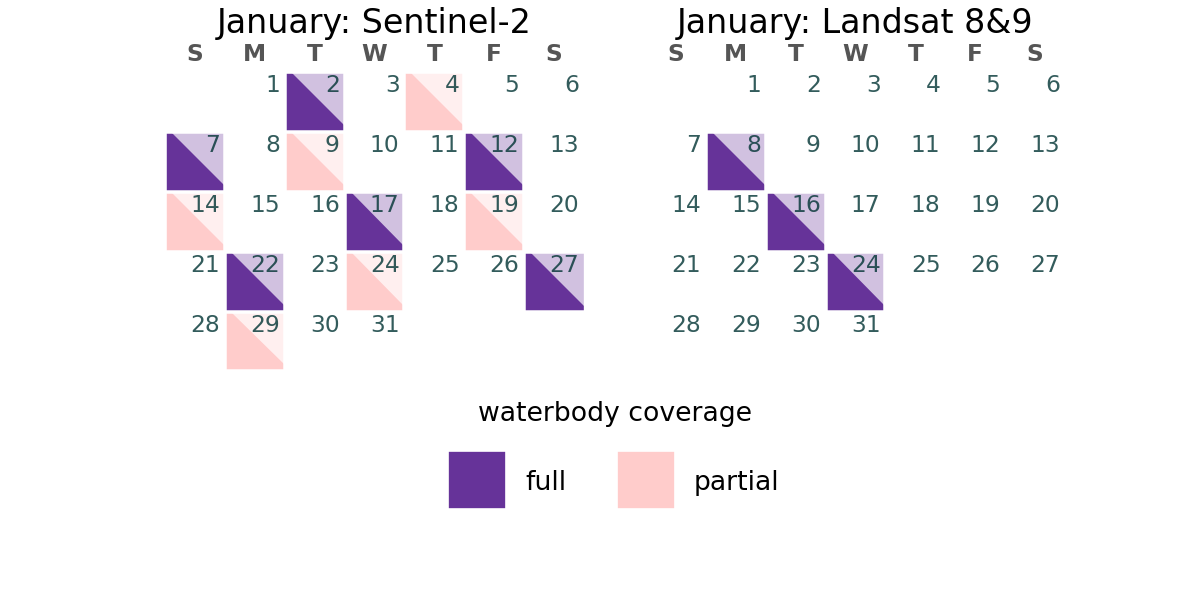 January: Sentinel-2
S M T W T F S
1 2 3 4 5 6
7 8 9 10 11 12 13
14 15 16 17 18 19 20
21 22 23 24 25 26 27
28 29 30 31
January: Landsat 8&9
S M T W T F S
1 2 3 4 5 6
7 8 9 10 11 12 13
14 15 16 17 18 19 20
21 22 23 24 25 26 27
28 29 30 31
waterbody coverage
full partial